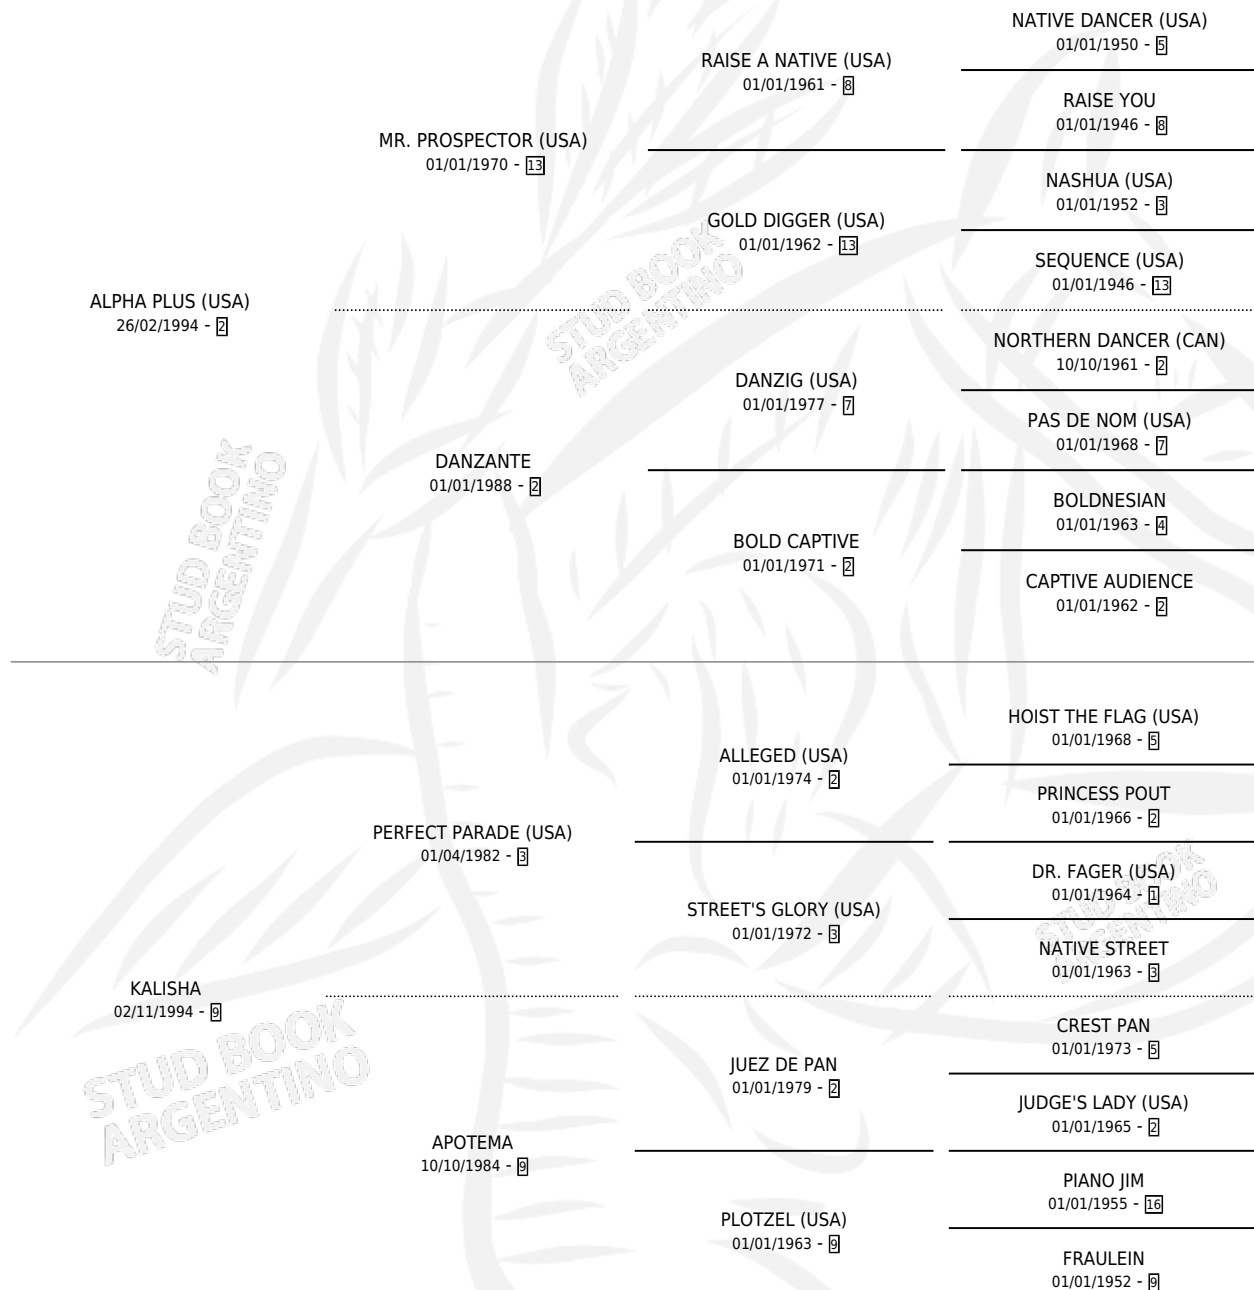 NATIVE DANCER (USA)
01/01/1950 - 5
RAISE A NATIVE (USA)
01/01/1961 - 8
RAISE YOU
01/01/1946 - 8
MR. PROSPECTOR (USA)
01/01/1970 - 13
NASHUA (USA)
01/01/1952 - 3
GOLD DIGGER (USA)
01/01/1962 - 13
SEQUENCE (USA)
01/01/1946 - 13
ALPHA PLUS (USA)
26/02/1994 - 2
NORTHERN DANCER (CAN)
10/10/1961 - 2
DANZIG (USA)
01/01/1977 - 7
PAS DE NOM (USA)
01/01/1968 - 7
DANZANTE
01/01/1988 - 2
BOLDNESIAN
01/01/1963 - 4
BOLD CAPTIVE
01/01/1971 - 2
CAPTIVE AUDIENCE
01/01/1962 - 2
HOIST THE FLAG (USA)
01/01/1968 - 5
ALLEGED (USA)
01/01/1974 - 2
PRINCESS POUT
01/01/1966 - 2
PERFECT PARADE (USA)
01/04/1982 - 3
DR. FAGER (USA)
01/01/1964 - 1
STREET'S GLORY (USA)
01/01/1972 - 3
NATIVE STREET
01/01/1963 - 3
KALISHA
02/11/1994 - 9
CREST PAN
01/01/1973 - 5
JUEZ DE PAN
01/01/1979 - 2
JUDGE'S LADY (USA)
01/01/1965 - 2
APOTEMA
10/10/1984 - 9
PIANO JIM
01/01/1955 - 16
PLOTZEL (USA)
01/01/1963 - 9
FRAULEIN
01/01/1952 - 9
STUD BOOK
ARGENTINO
STUD BOOK
ARGENTINO
STUD BOOK
ARGENTINO
STUD BOOK
ARGENTINO